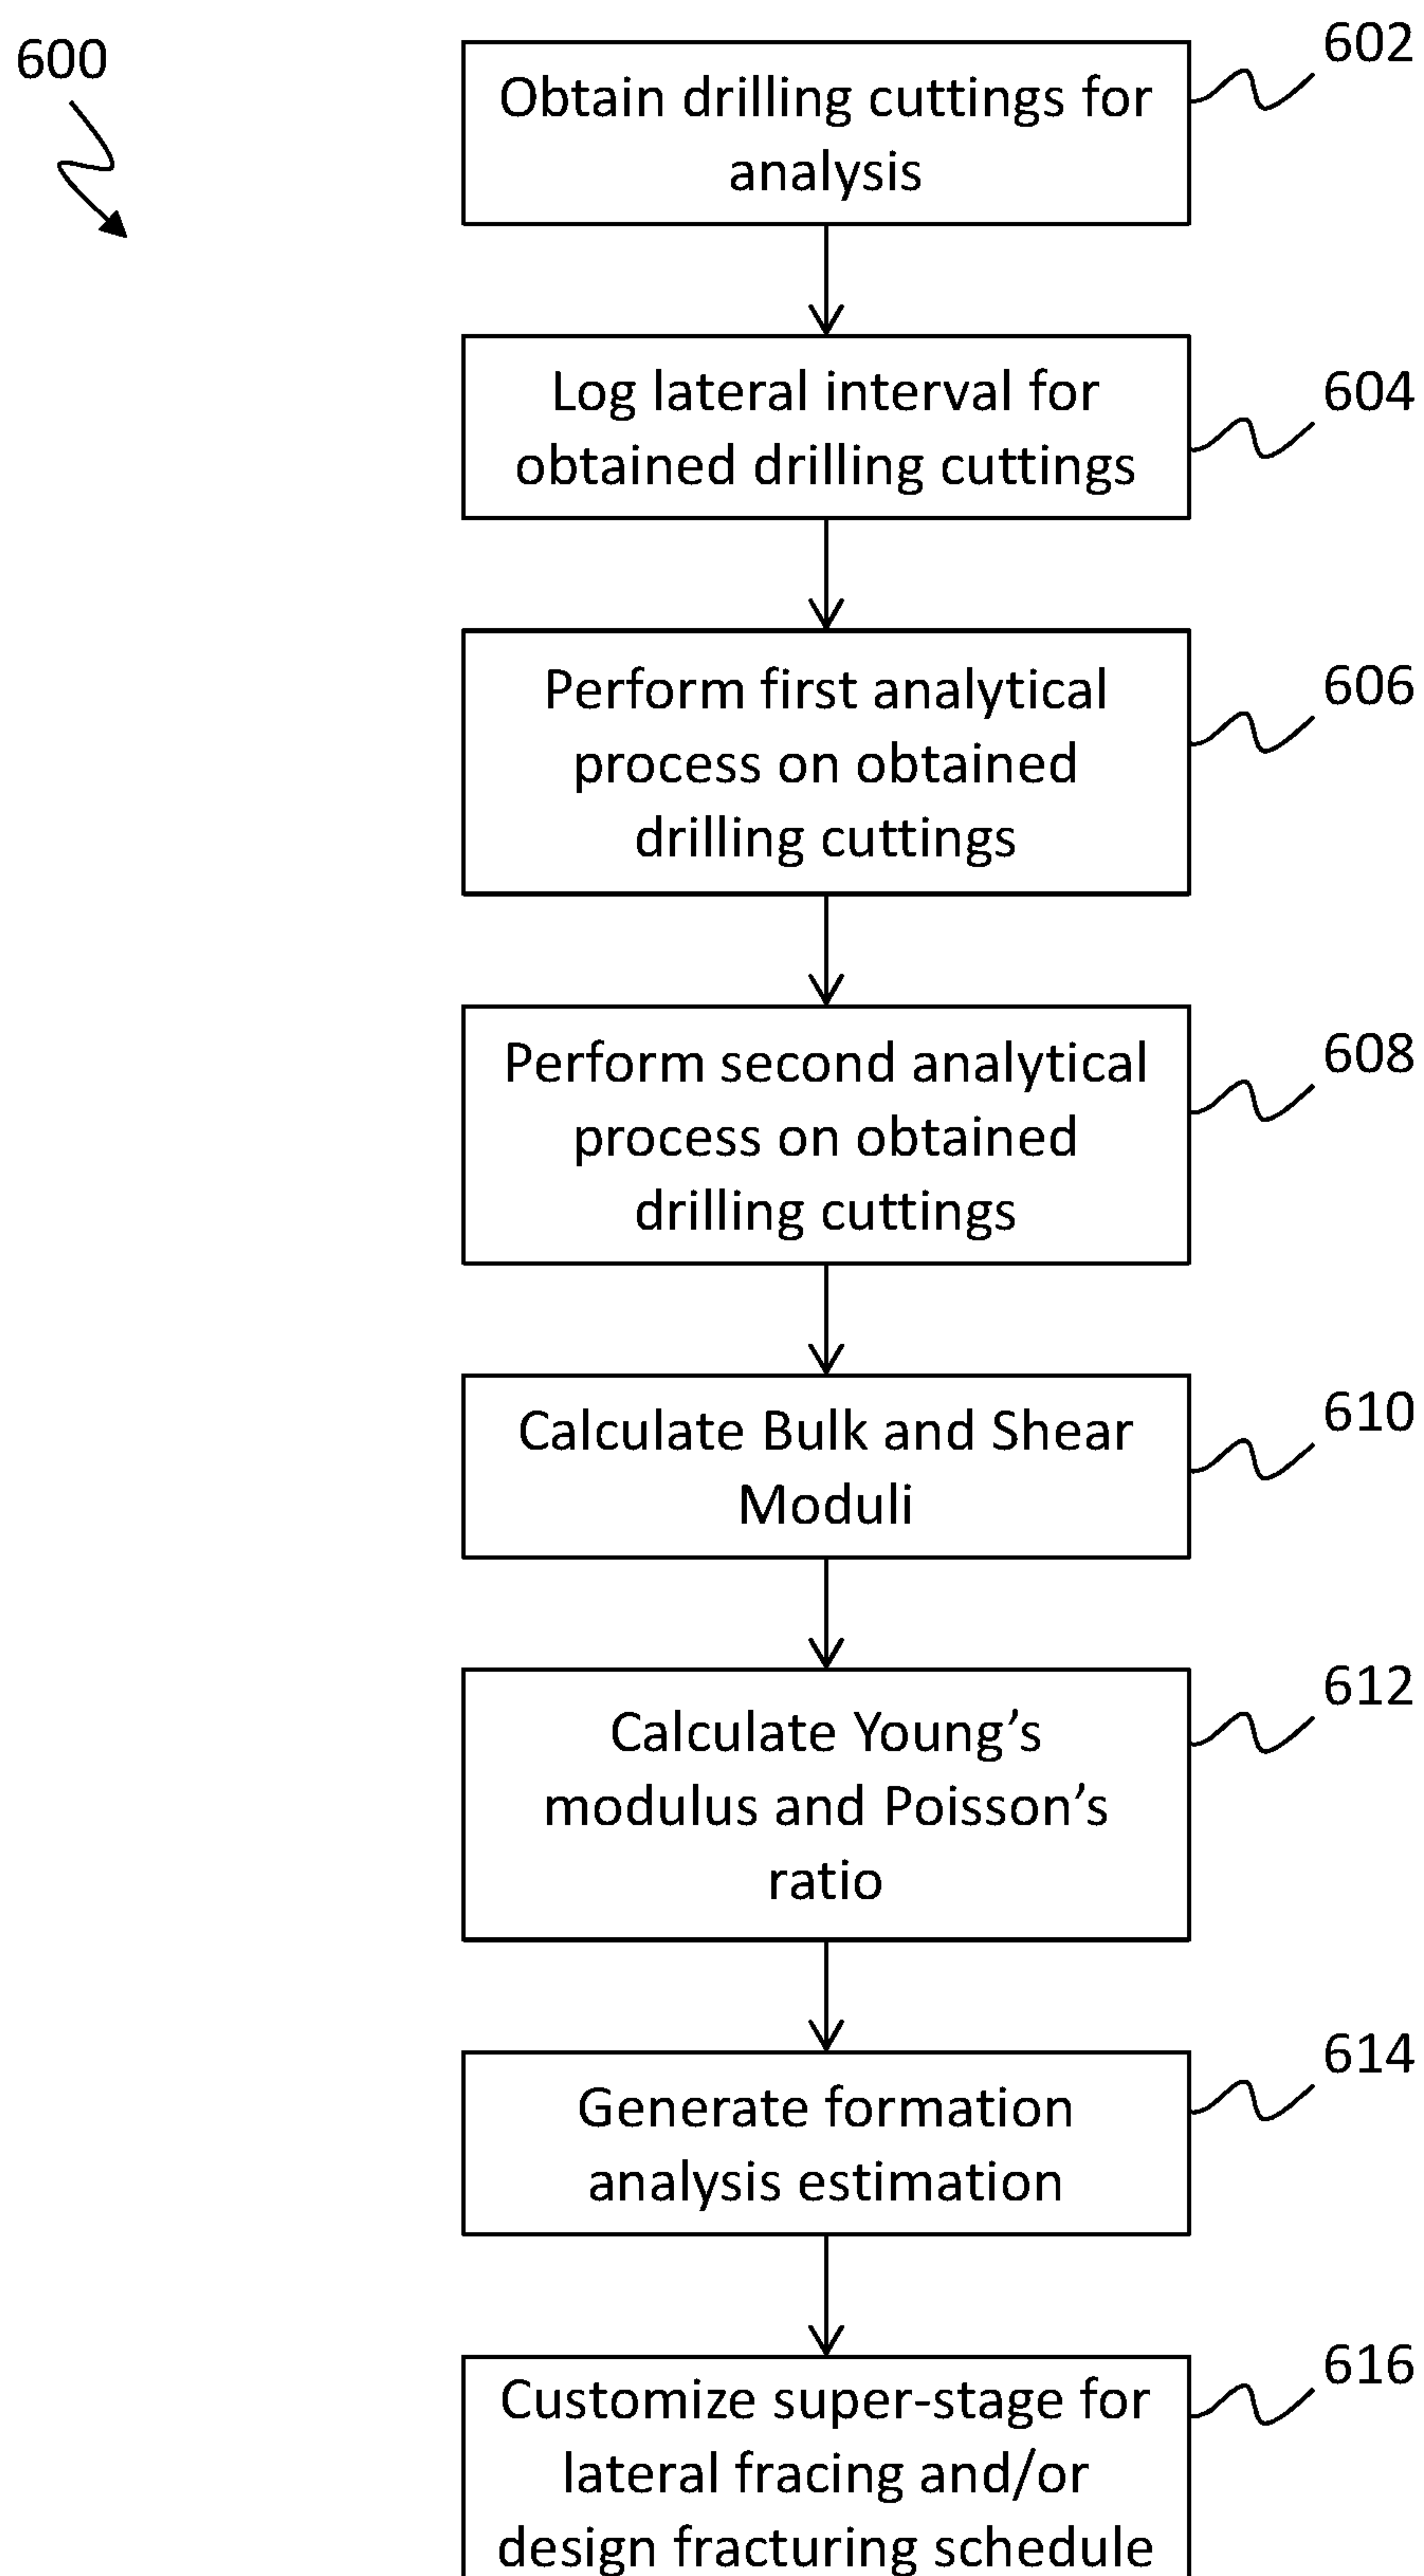 600
602
Obtain drilling cuttings for
analysis
604
Log lateral interval for
obtained drilling cuttings
606
Perform first analytical
process on obtained
drilling cuttings
608
Perform second analytical
process on obtained
drilling cuttings
610
Calculate Bulk and Shear
Moduli
612
Calculate Young’s
modulus and Poisson’s
ratio
614
Generate formation
analysis estimation
616
Customize super-stage for
lateral fracing and/or
design fracturing schedule